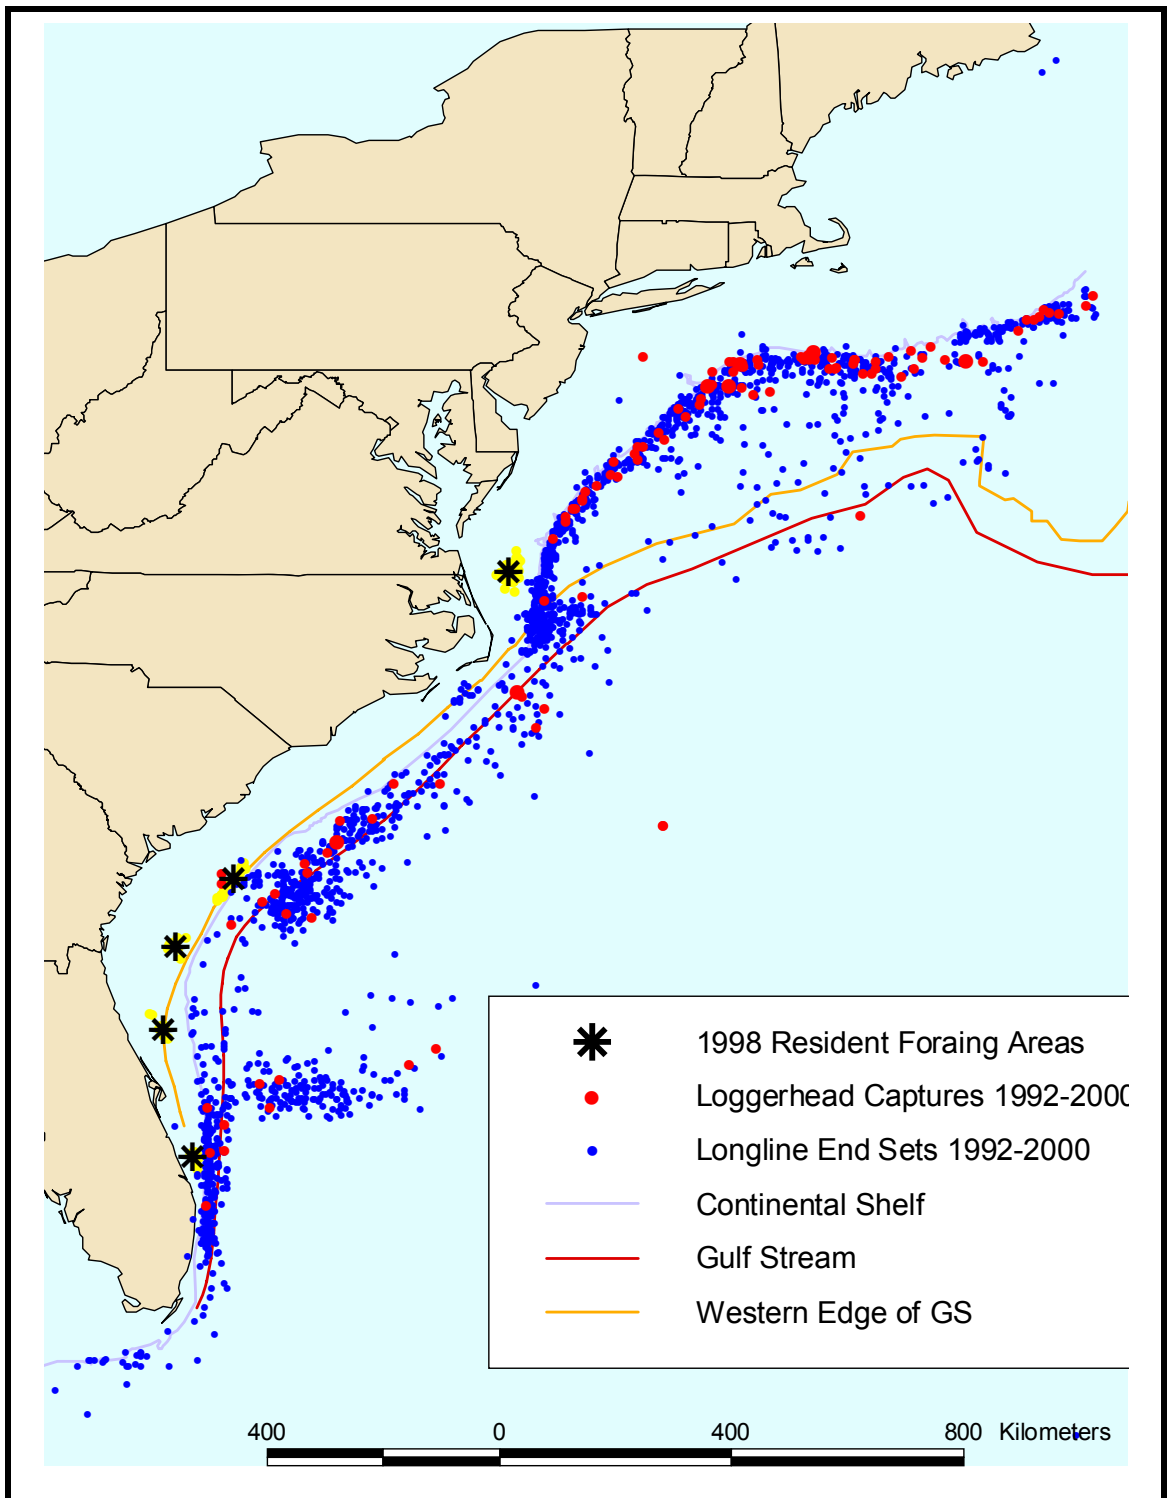 1998 Resident Foraing Areas
Loggerhead Captures 1992-2000
Longline End Sets 1992-2000
Continental Shelf
Gulf Stream
Western Edge of GS
400 0 400 800 Kilometers